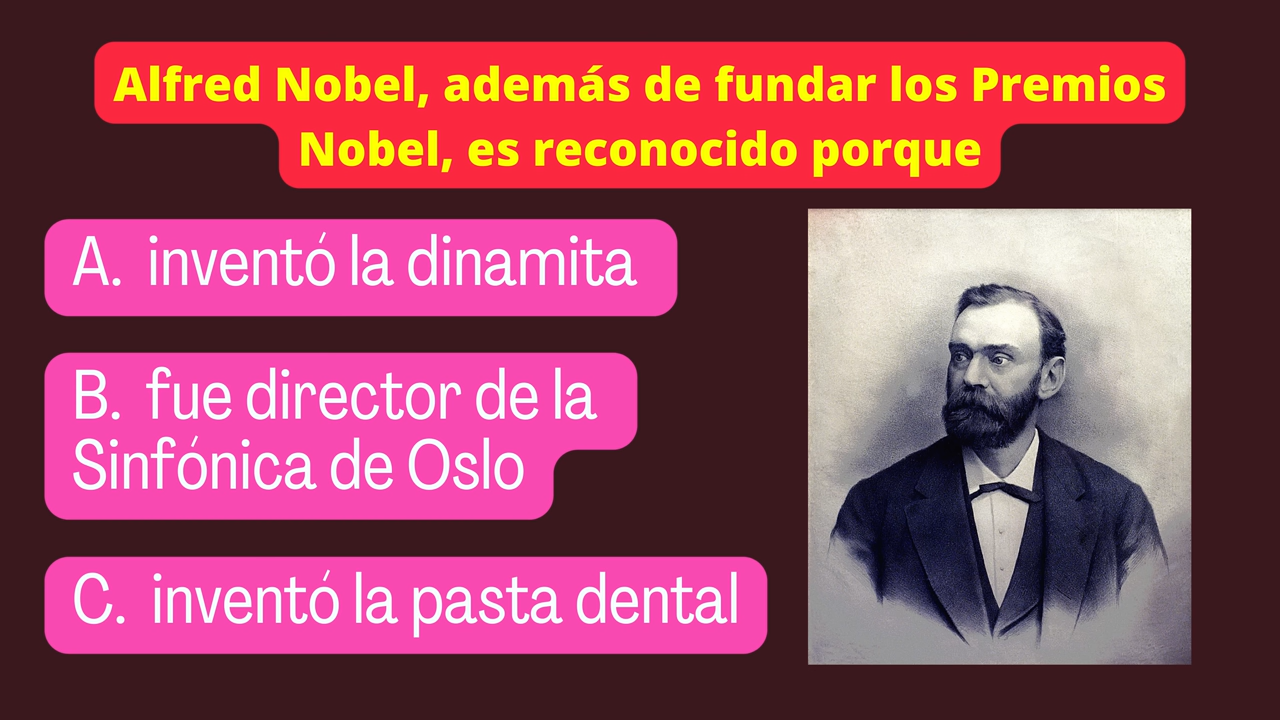 Alfred Nobel, además de fundar los Premios
Nobel, es reconocido porque
A. inventó la dinamita
B. fue director de la
Sinfónica de Oslo
C. inventó la pasta dental